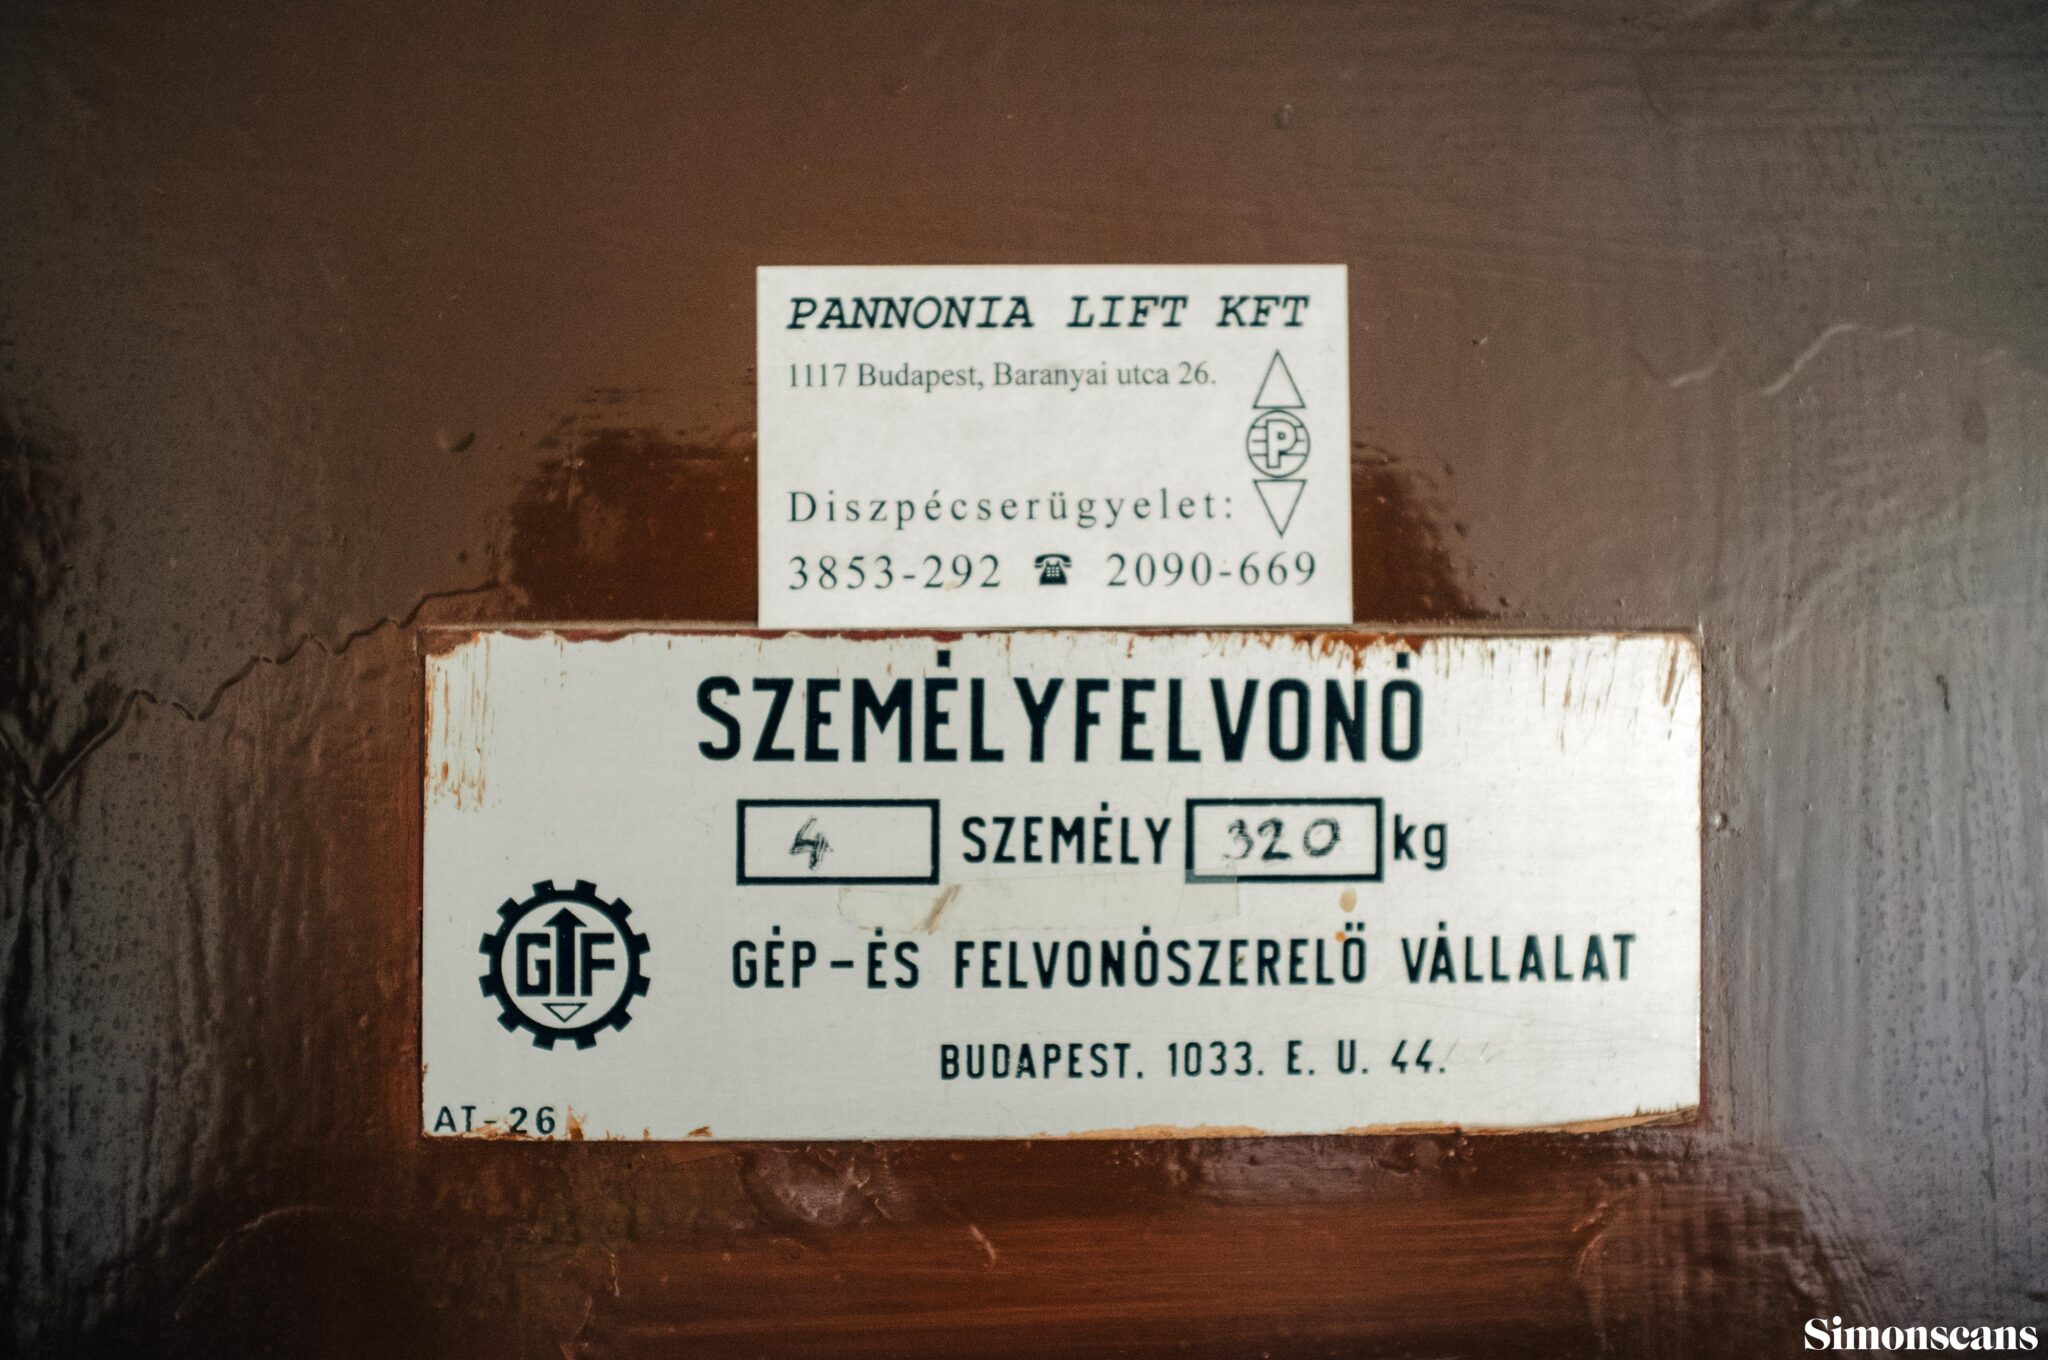 PANNONIA LIFT KFT
1117 Budapest, Baranyai utca 26.
P
Diszpécserügyelet:
3853-292 ☎ 2090-669
SZEMÉLYFELVONÓ
4 SZEMÉLY 320 kg
GF
GÉP-ÉS FELVONÓSZERELŐ VÁLLALAT
BUDAPEST. 1033. E. U. 44.
AT-26
Simonscans